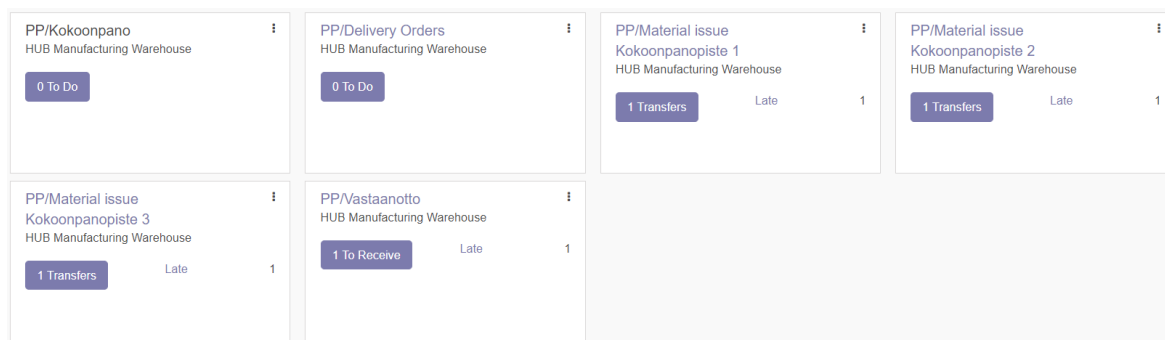 PP/Kokoonpano
HUB Manufacturing Warehouse
0 To Do
PP/Delivery Orders
HUB Manufacturing Warehouse
0 To Do
PP/Material issue
Kokoonpanopiste 1
HUB Manufacturing Warehouse
1 Transfers Late 1
PP/Material issue
Kokoonpanopiste 2
HUB Manufacturing Warehouse
1 Transfers Late 1
PP/Material issue
Kokoonpanopiste 3
HUB Manufacturing Warehouse
1 Transfers Late 1
PP/Vastaanotto
HUB Manufacturing Warehouse
1 To Receive Late 1